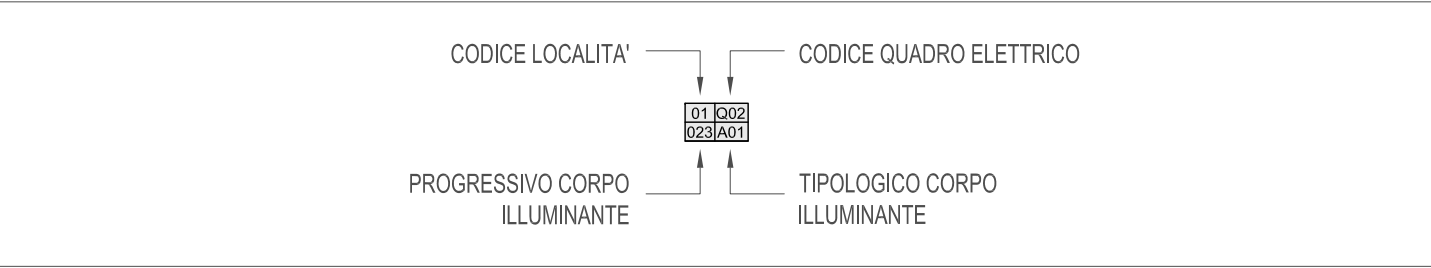 CODICE LOCALITA' CODICE QUADRO ELETTRICO
01 Q02
023 A01
PROGRESSIVO CORPO TIPOLOGICO CORPO
ILLUMINANTE ILLUMINANTE